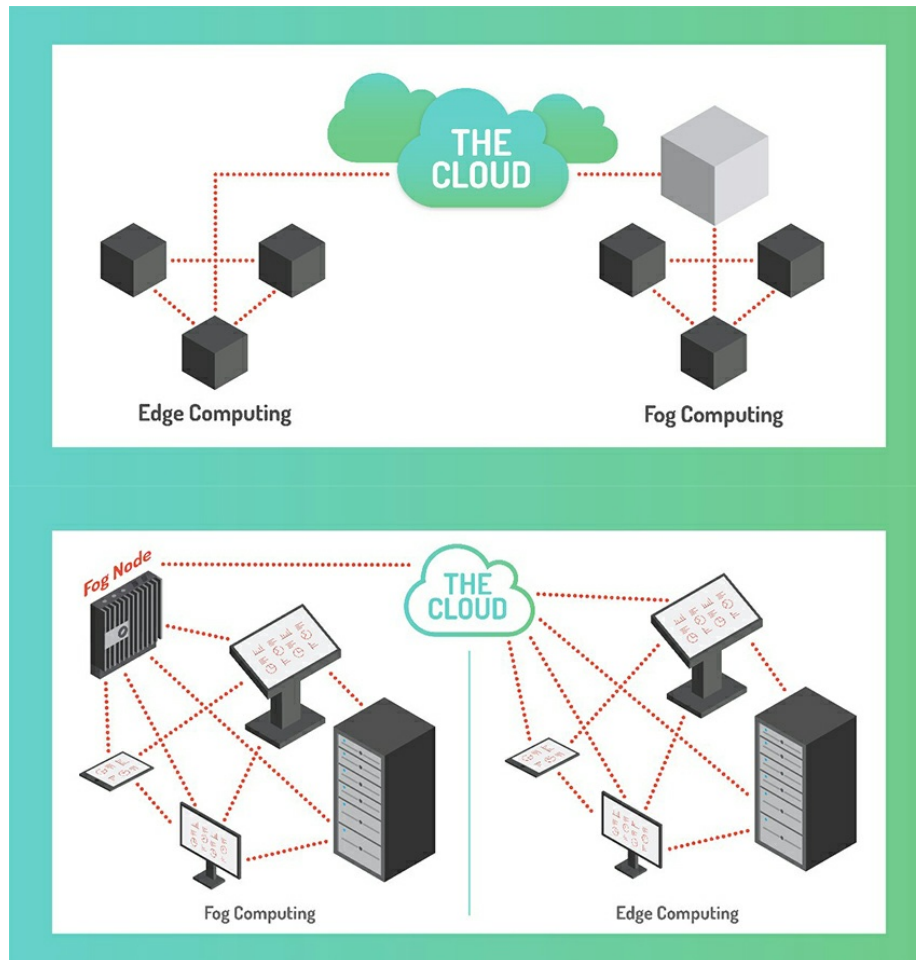 THE
CLOUD
Edge Computing
Fog Computing
Fog Node
THE
CLOUD
Fog Computing
Edge Computing